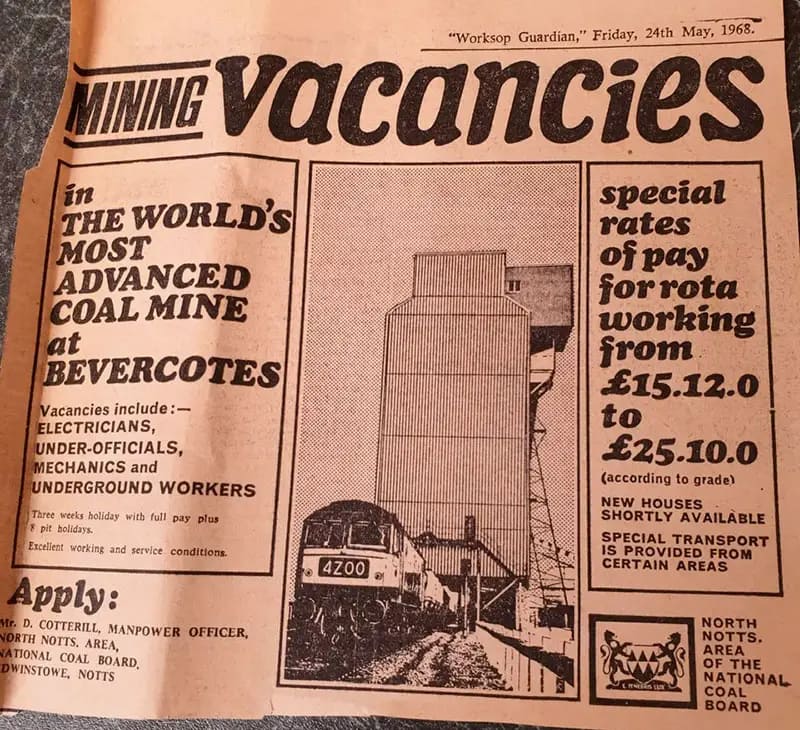 "Worksop Guardian," Friday, 24th May, 1968.
MINING vacancies
in
THE WORLD'S
MOST
ADVANCED
COAL MINE
at
BEVERCOTES
Vacancies include:—
ELECTRICIANS,
UNDER-OFFICIALS,
MECHANICS and
UNDERGROUND WORKERS
Three weeks holiday with full pay plus
8 pit holidays.
Excellent working and service conditions.
Apply:
Mr. D. COTTERILL, MANPOWER OFFICER,
NORTH NOTTS. AREA,
NATIONAL COAL BOARD,
EDWINSTOWE, NOTTS
4Z00
special
rates
of pay
for rota
working
from
£15.12.0
to
£25.10.0
(according to grade)
NEW HOUSES
SHORTLY AVAILABLE
SPECIAL TRANSPORT
IS PROVIDED FROM
CERTAIN AREAS
E TENEBRIS LUX
NORTH
NOTTS.
AREA
OF THE
NATIONAL
COAL
BOARD